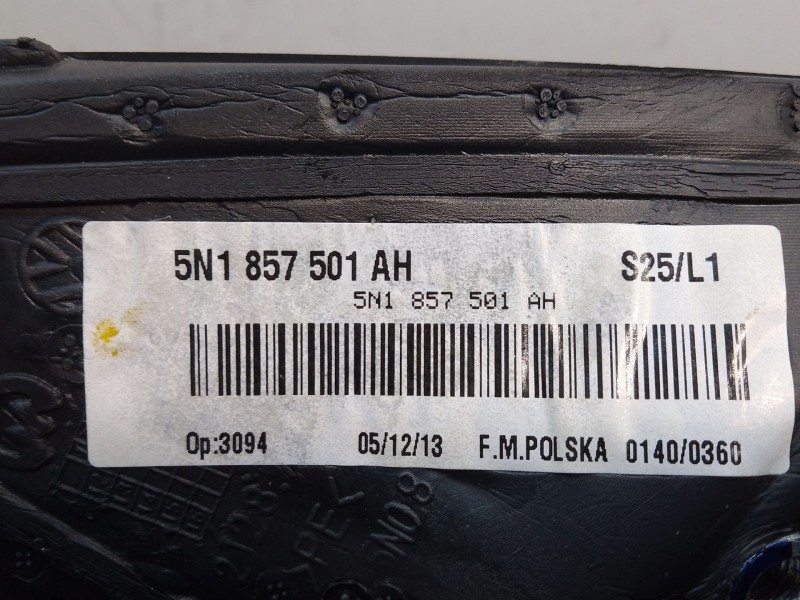 5N1 857 501 AH S25/L1
5N1 857 501 AH
Op:3094 05/12/13 F.M.POLSKA 0140/0360